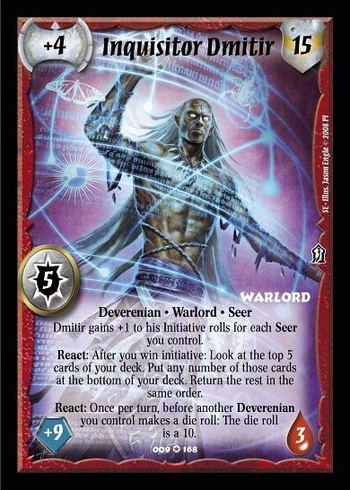 +4
Inquisitor Dmitir
15
SE - Illus. Jason Engle © 2008 PI
5
WARLORD
Deverenian • Warlord • Seer
Dmitir gains +1 to his Initiative rolls for each Seer
you control.
React: After you win initiative: Look at the top 5
cards of your deck. Put any number of those cards
at the bottom of your deck. Return the rest in the
same order.
React: Once per turn, before another Deverenian
you control makes a die roll: The die roll
is a 10.
+9
3
009 ✪ 168